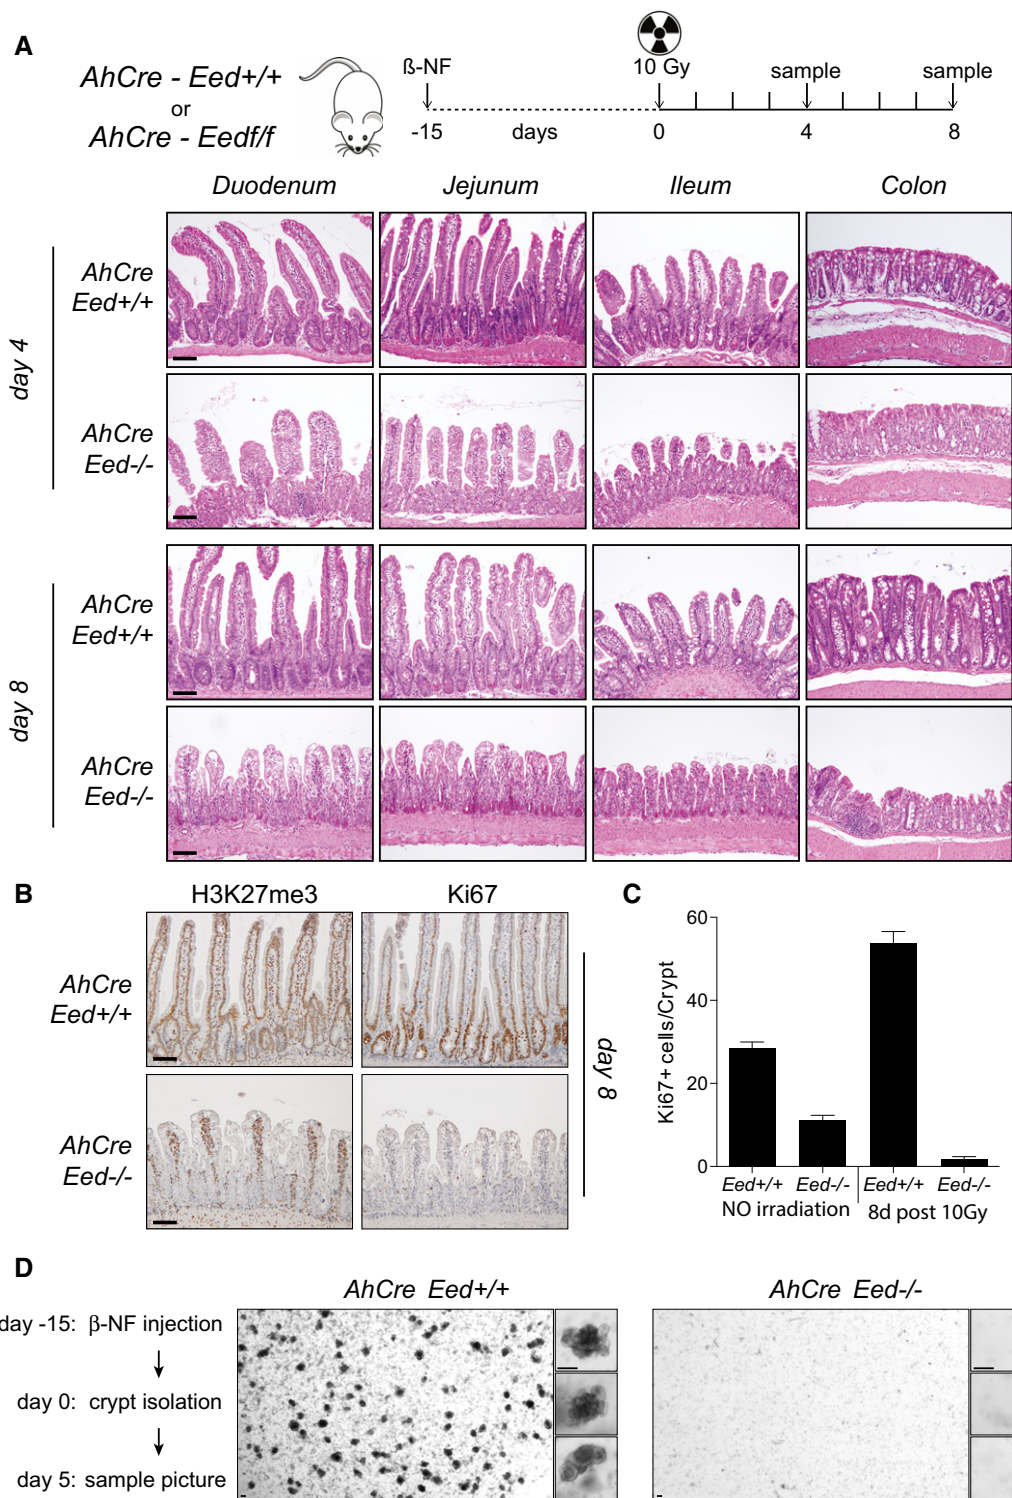 A
AhCre - Eed+/+
or
AhCre - Eedf/f
ß-NF
10 Gy
sample
sample
-15
days
0
4
8
Duodenum
Jejunum
Ileum
Colon
day 4
AhCre
Eed+/+
AhCre
Eed-/-
day 8
AhCre
Eed+/+
AhCre
Eed-/-
B
H3K27me3
Ki67
AhCre
Eed+/+
AhCre
Eed-/-
day 8
C
Ki67+ cells/Crypt
60
40
20
0
Eed+/+
Eed-/-
Eed+/+
Eed-/-
NO irradiation
8d post 10Gy
D
AhCre Eed+/+
AhCre Eed-/-
day -15: β-NF injection
day 0: crypt isolation
day 5: sample picture